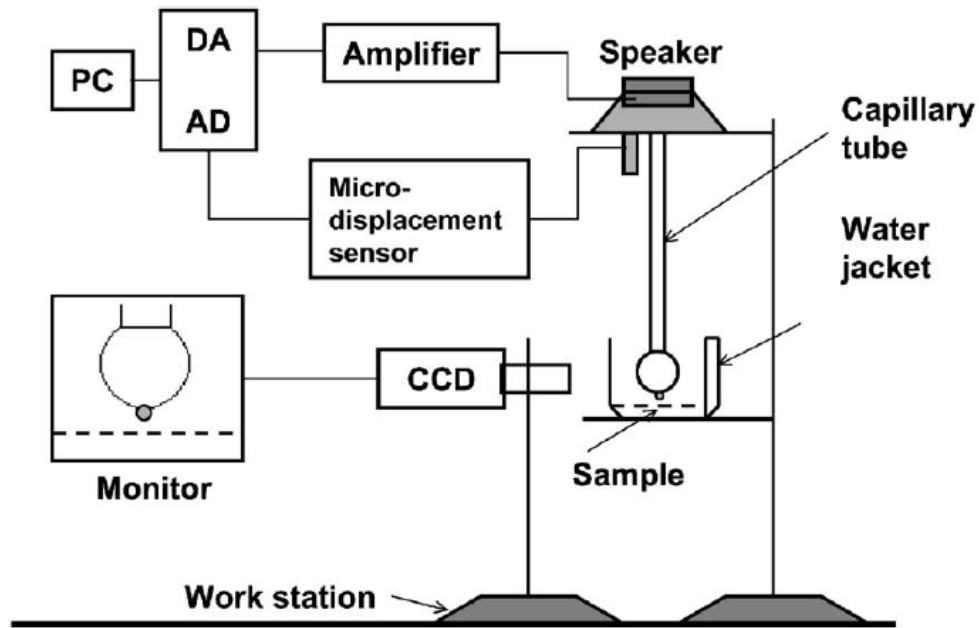 DA
Amplifier
Speaker
PC
AD
Capillary
tube
Micro-
displacement
sensor
Water
jacket
CCD
Monitor
Sample
Work station